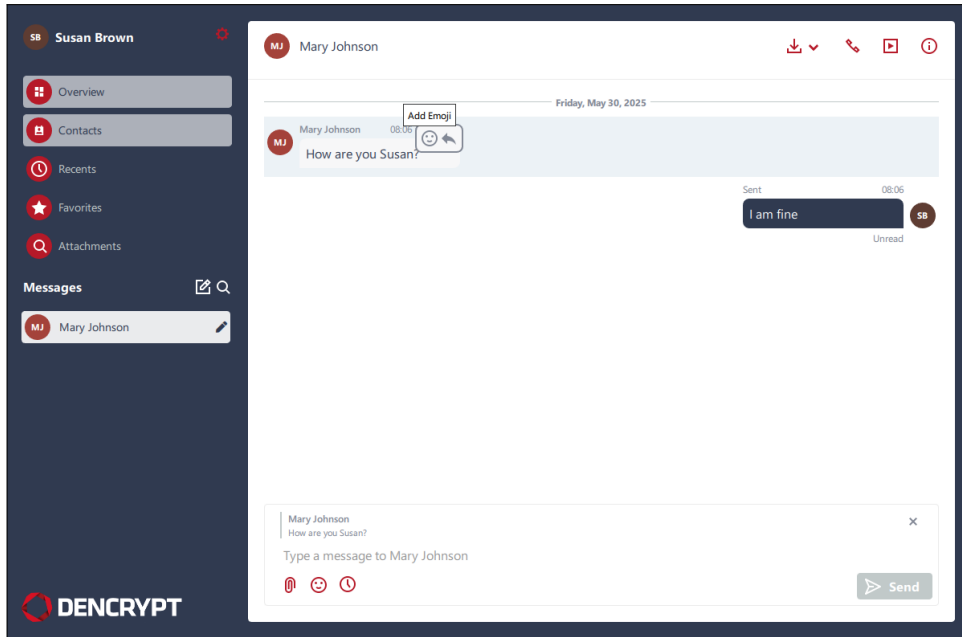 SB Susan Brown
Overview
Contacts
Recents
Favorites
Attachments
Messages
MJ Mary Johnson
DENCRYPT
MJ Mary Johnson
Friday, May 30, 2025
Add Emoji
Mary Johnson 08:06
MJ
How are you Susan?
Sent 08:06
I am fine
SB
Unread
Mary Johnson
How are you Susan?
Type a message to Mary Johnson
Send